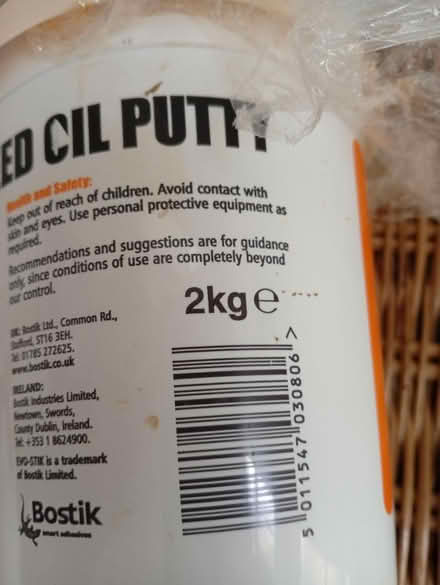 ED OIL PUTTY
Health and Safety:
Keep out of reach of children. Avoid contact with
skin and eyes. Use personal protective equipment as
required.
Recommendations and suggestions are for guidance
only, since conditions of use are completely beyond
our control.
2kg e
UK: Bostik Ltd., Common Rd.,
Stafford, ST16 3EH.
Tel: 01785 272625.
www.bostik.co.uk
IRELAND:
Bostik Industries Limited,
Newtown, Swords,
County Dublin, Ireland.
Tel: +353 1 8624900.
EVO-STIK is a trademark
of Bostik Limited.
Bostik
smart adhesives
5 011547 030806 >